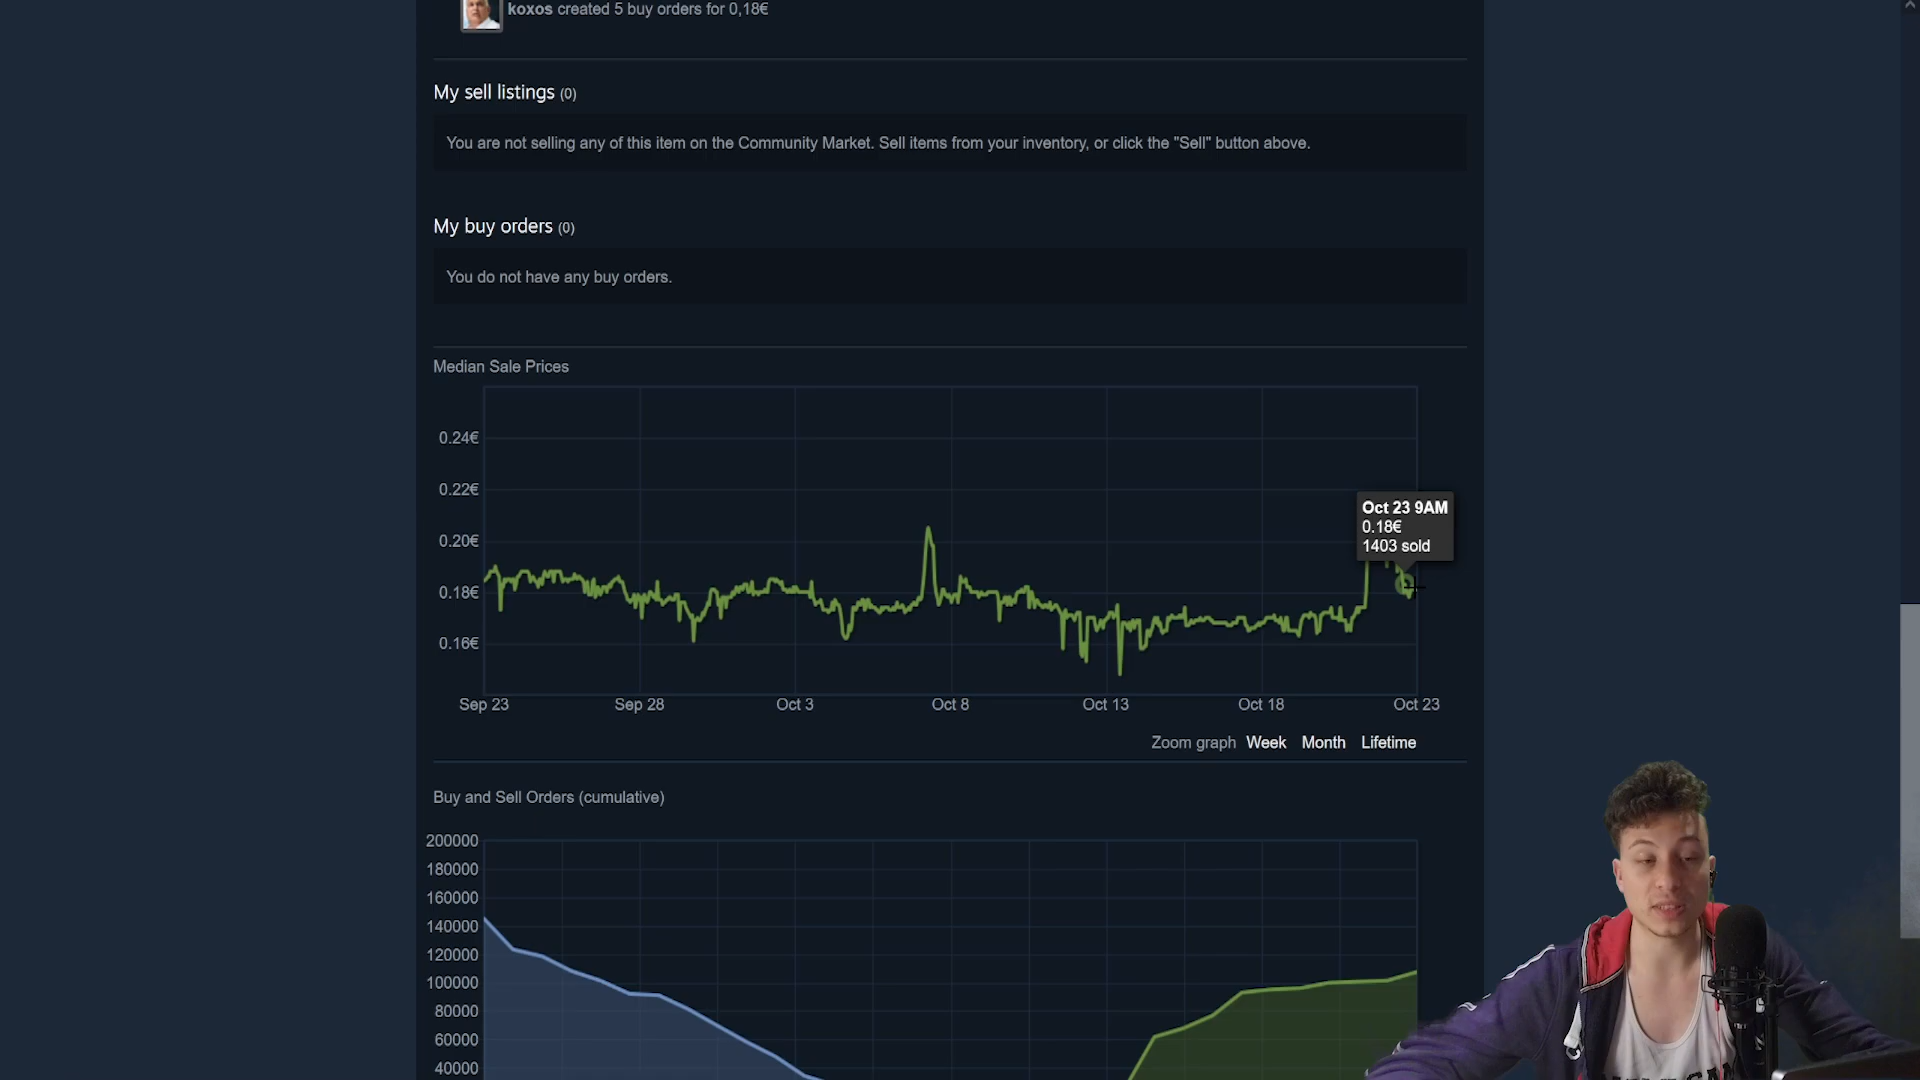 koxos created 5 buy orders for 0,18€
My sell listings (0)
You are not selling any of this item on the Community Market. Sell items from your inventory, or click the "Sell" button above.
My buy orders (0)
You do not have any buy orders.
Median Sale Prices
0.24€
0.22€
0.20€
0.18€
0.16€
Oct 23 9AM
0.18€
1403 sold
Sep 23
Sep 28
Oct 3
Oct 8
Oct 13
Oct 18
Oct 23
Zoom graph Week Month Lifetime
Buy and Sell Orders (cumulative)
200000
180000
160000
140000
120000
100000
80000
60000
40000